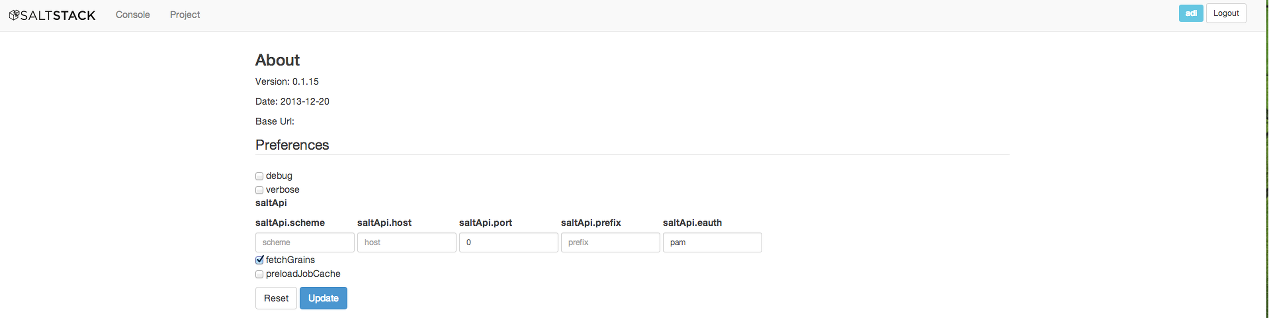 SALTSTACK Console Project edi Logout
About
Version: 0.1.15
Date: 2013-12-20
Base Url:
Preferences
debug
verbose
saltApi
saltApi.scheme saltApi.host saltApi.port saltApi.prefix saltApi.eauth
scheme host 0 prefix pam
fetchGrains
preloadJobCache
Reset Update